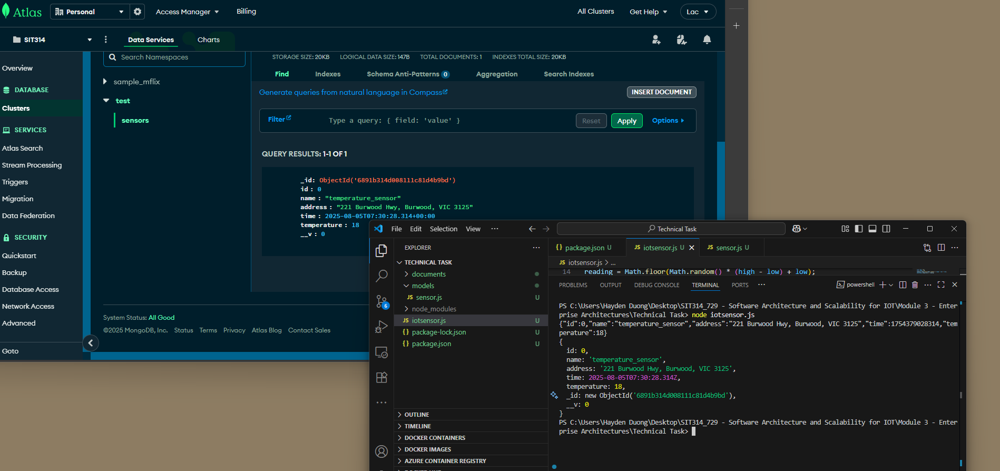 Atlas
Personal
Access Manager
Billing
All Clusters
Get Help
Lac
SIT314
Data Services
Charts
Overview
DATABASE
Clusters
SERVICES
Atlas Search
Stream Processing
Triggers
Migration
Data Federation
SECURITY
Quickstart
Backup
Database Access
Network Access
Advanced
Goto
Search Namespaces
sample_mflix
test
sensors
STORAGE SIZE: 20KB LOGICAL DATA SIZE: 147B TOTAL DOCUMENTS: 1 INDEXES TOTAL SIZE: 20KB
Find Indexes Schema Anti-Patterns 0 Aggregation Search Indexes
Generate queries from natural language in Compass
INSERT DOCUMENT
Filter
Type a query: { field: 'value' }
Reset
Apply
Options
QUERY RESULTS: 1-1 OF 1
_id: ObjectId('6891b314d008111c81d4b9bd')
id : 0
name : "temperature_sensor"
address : "221 Burwood Hwy, Burwood, VIC 3125"
time : 2025-08-05T07:30:28.314+00:00
temperature : 18
__v : 0
System Status: All Good
©2025 MongoDB, Inc. Status Terms Privacy Atlas Blog Contact Sales
File Edit Selection View
Technical Task
EXPLORER
TECHNICAL TASK
documents
models
JS sensor.js U
node_modules
JS iotsensor.js U
{} package-lock.json U
{} package.json U
6
OUTLINE
TIMELINE
DOCKER CONTAINERS
DOCKER IMAGES
AZURE CONTAINER REGISTRY
{} package.json U
JS iotsensor.js U
JS sensor.js U
JS iotsensor.js > ...
14 reading = Math.floor(Math.random() * (high - low) + low);
PROBLEMS OUTPUT DEBUG CONSOLE TERMINAL PORTS
powershell
PS C:\Users\Hayden Duong\Desktop\SIT314_729 - Software Architecture and Scalability for IOT\Module 3 - Enter
prise Architectures\Technical Task> node iotsensor.js
{"id":0,"name":"temperature_sensor","address":"221 Burwood Hwy, Burwood, VIC 3125","time":1754379028314,"tem
perature":18}
{
id: 0,
name: 'temperature_sensor',
address: '221 Burwood Hwy, Burwood, VIC 3125',
time: 2025-08-05T07:30:28.314Z,
temperature: 18,
_id: new ObjectId('6891b314d008111c81d4b9bd'),
__v: 0
}
PS C:\Users\Hayden Duong\Desktop\SIT314_729 - Software Architecture and Scalability for IOT\Module 3 - Enter
prise Architectures\Technical Task>